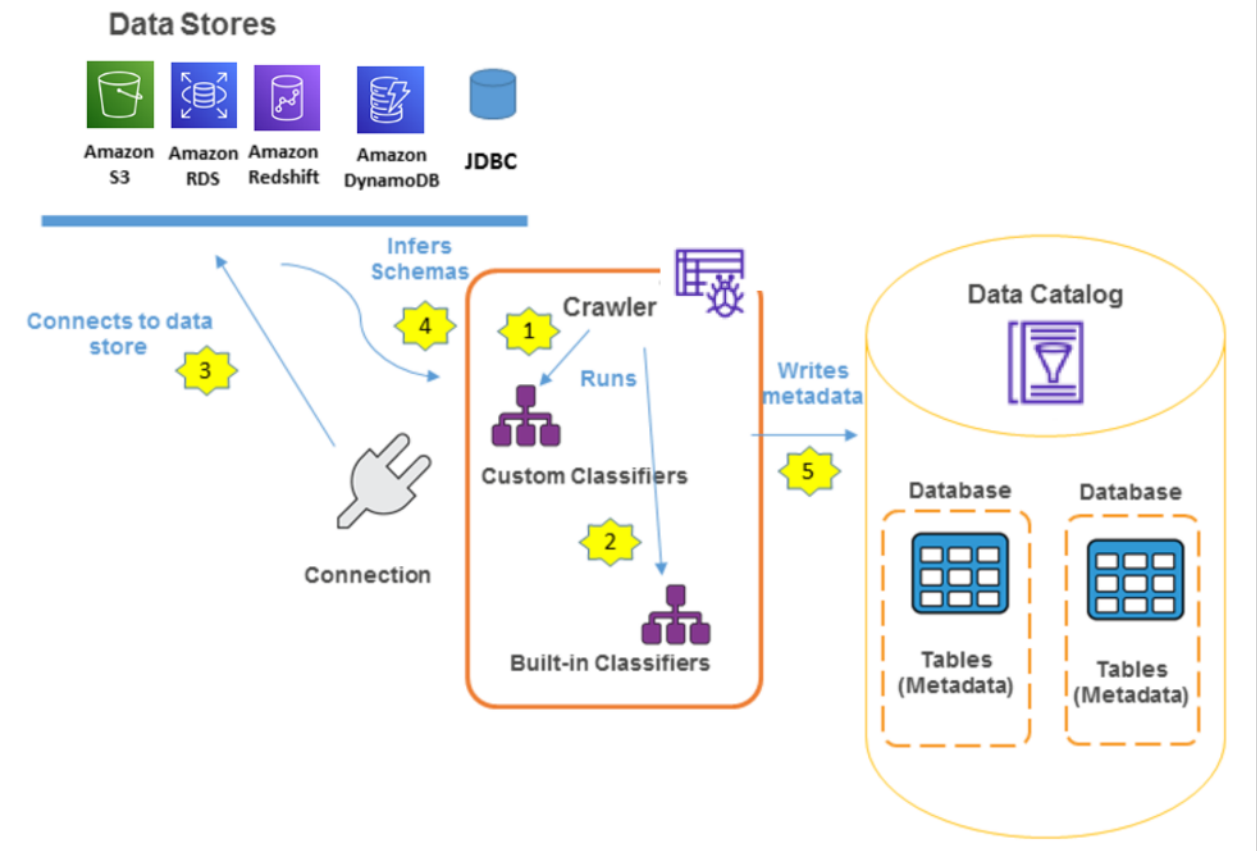 Data Stores
Amazon
S3
Amazon
RDS
Amazon
Redshift
Amazon
DynamoDB
JDBC
Infers
Schemas
4
Connects to data
store
3
Connection
Crawler
1
Runs
Custom Classifiers
2
Built-in Classifiers
Writes
metadata
5
Data Catalog
Database
Tables
(Metadata)
Database
Tables
(Metadata)